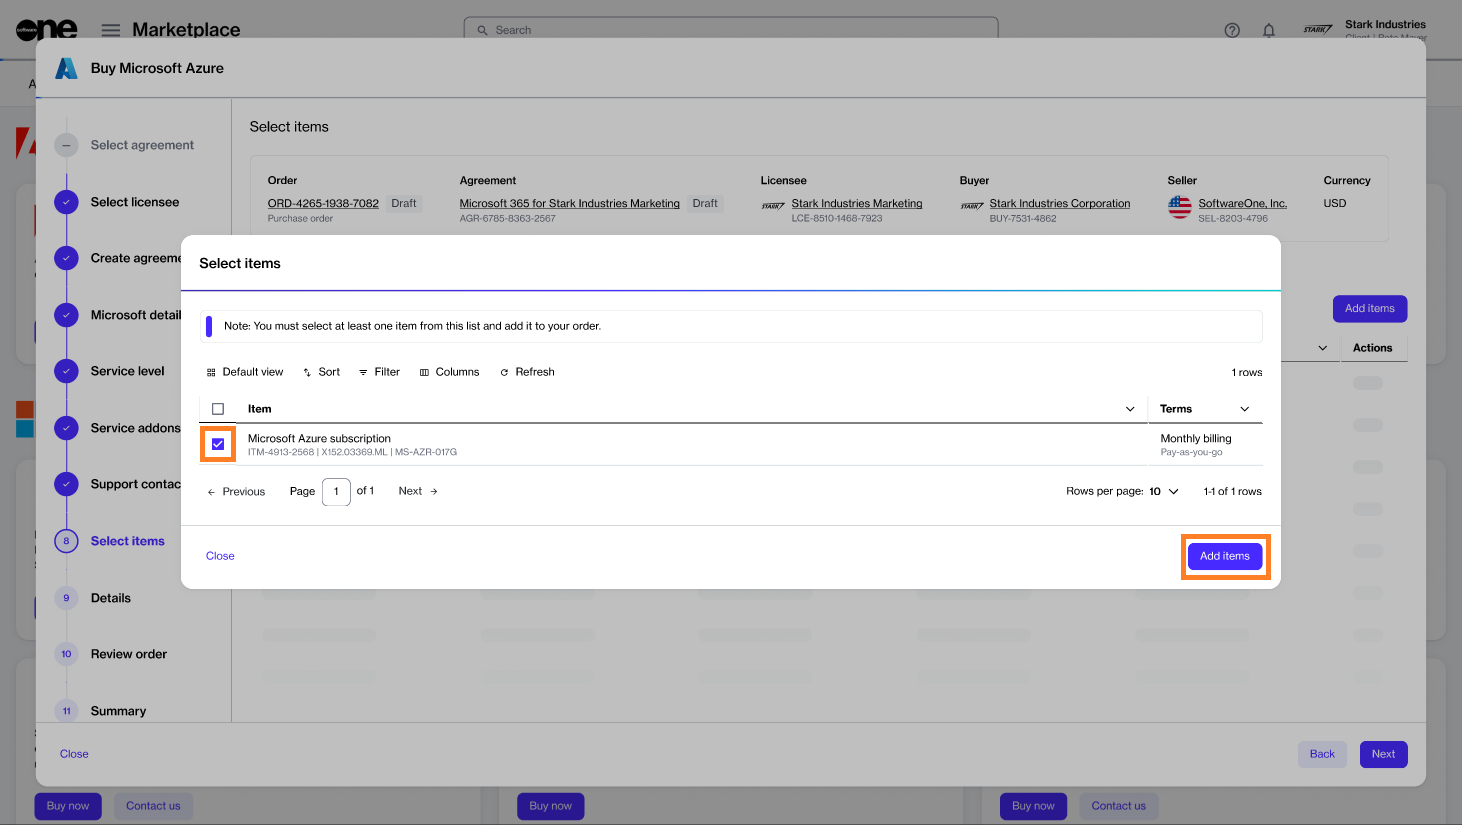 software one
Marketplace
Search
STARK
Stark Industries
Client | Pete Mayer
A
Buy Microsoft Azure
Select agreement
Select licensee
Create agreeme
Microsoft detail
Service level
Service addons
Support contac
8 Select items
9 Details
10 Review order
11 Summary
Select items
Order
ORD-4265-1938-7082 Draft
Purchase order
Agreement
Microsoft 365 for Stark Industries Marketing Draft
AGR-6785-8363-2567
Licensee
STARK Stark Industries Marketing
LCE-8510-1468-7923
Buyer
STARK Stark Industries Corporation
BUY-7531-4862
Seller
SoftwareOne, Inc.
SEL-8203-4796
Currency
USD
Add items
Actions
Select items
Note: You must select at least one item from this list and add it to your order.
Default view Sort Filter Columns Refresh 1 rows
Item Terms
Microsoft Azure subscription Monthly billing
ITM-4913-2568 | X152.03369.ML | MS-AZR-017G Pay-as-you-go
Previous Page 1 of 1 Next Rows per page: 10 1-1 of 1 rows
Close Add items
Close Back Next
Buy now Contact us Buy now Buy now Contact us